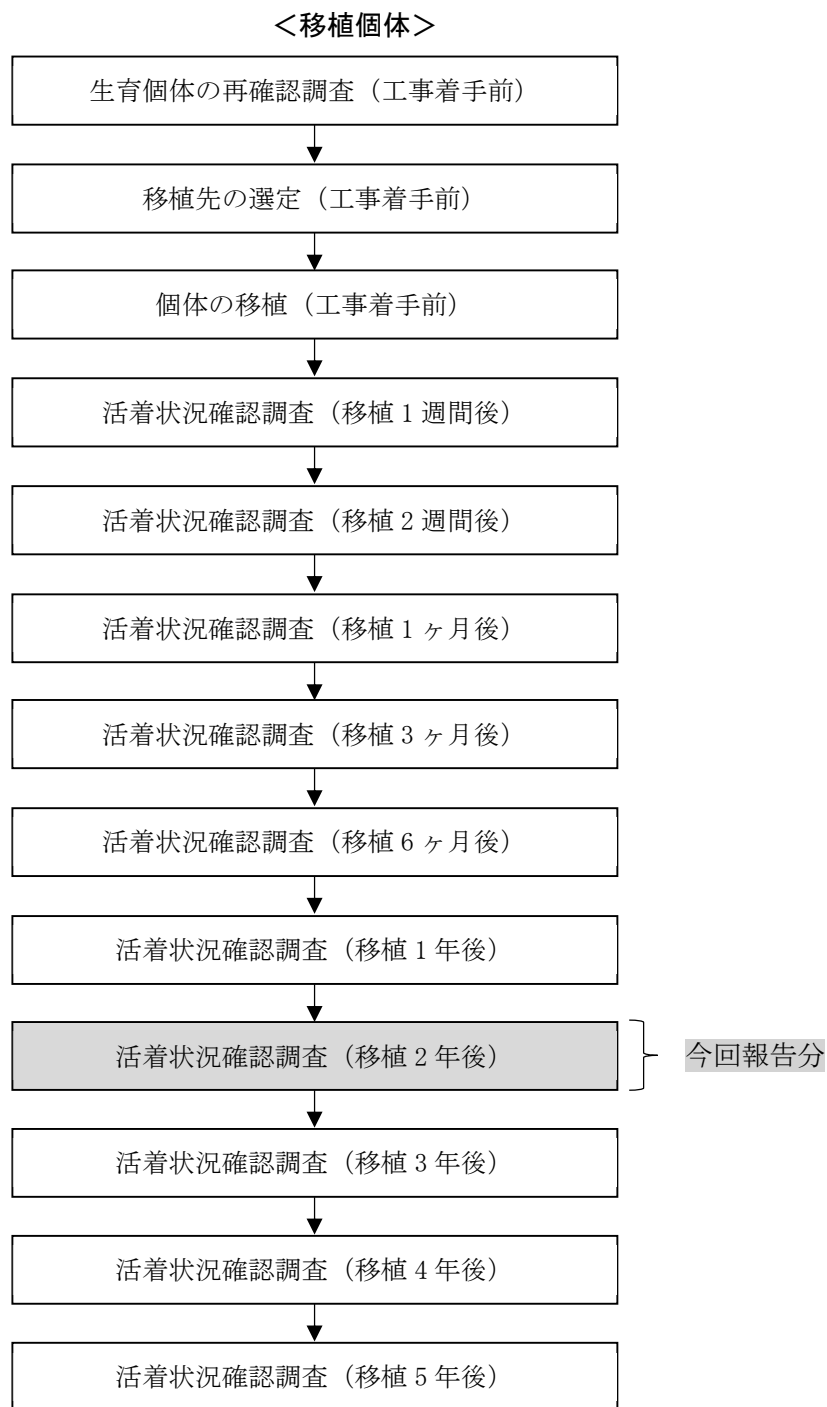 ＜移植個体＞
生育個体の再確認調査（工事着手前）
移植先の選定（工事着手前）
個体の移植（工事着手前）
活着状況確認調査（移植 1 週間後）
活着状況確認調査（移植 2 週間後）
活着状況確認調査（移植 1 ヶ月後）
活着状況確認調査（移植 3 ヶ月後）
活着状況確認調査（移植 6 ヶ月後）
活着状況確認調査（移植 1 年後）
活着状況確認調査（移植 2 年後）
今回報告分
活着状況確認調査（移植 3 年後）
活着状況確認調査（移植 4 年後）
活着状況確認調査（移植 5 年後）